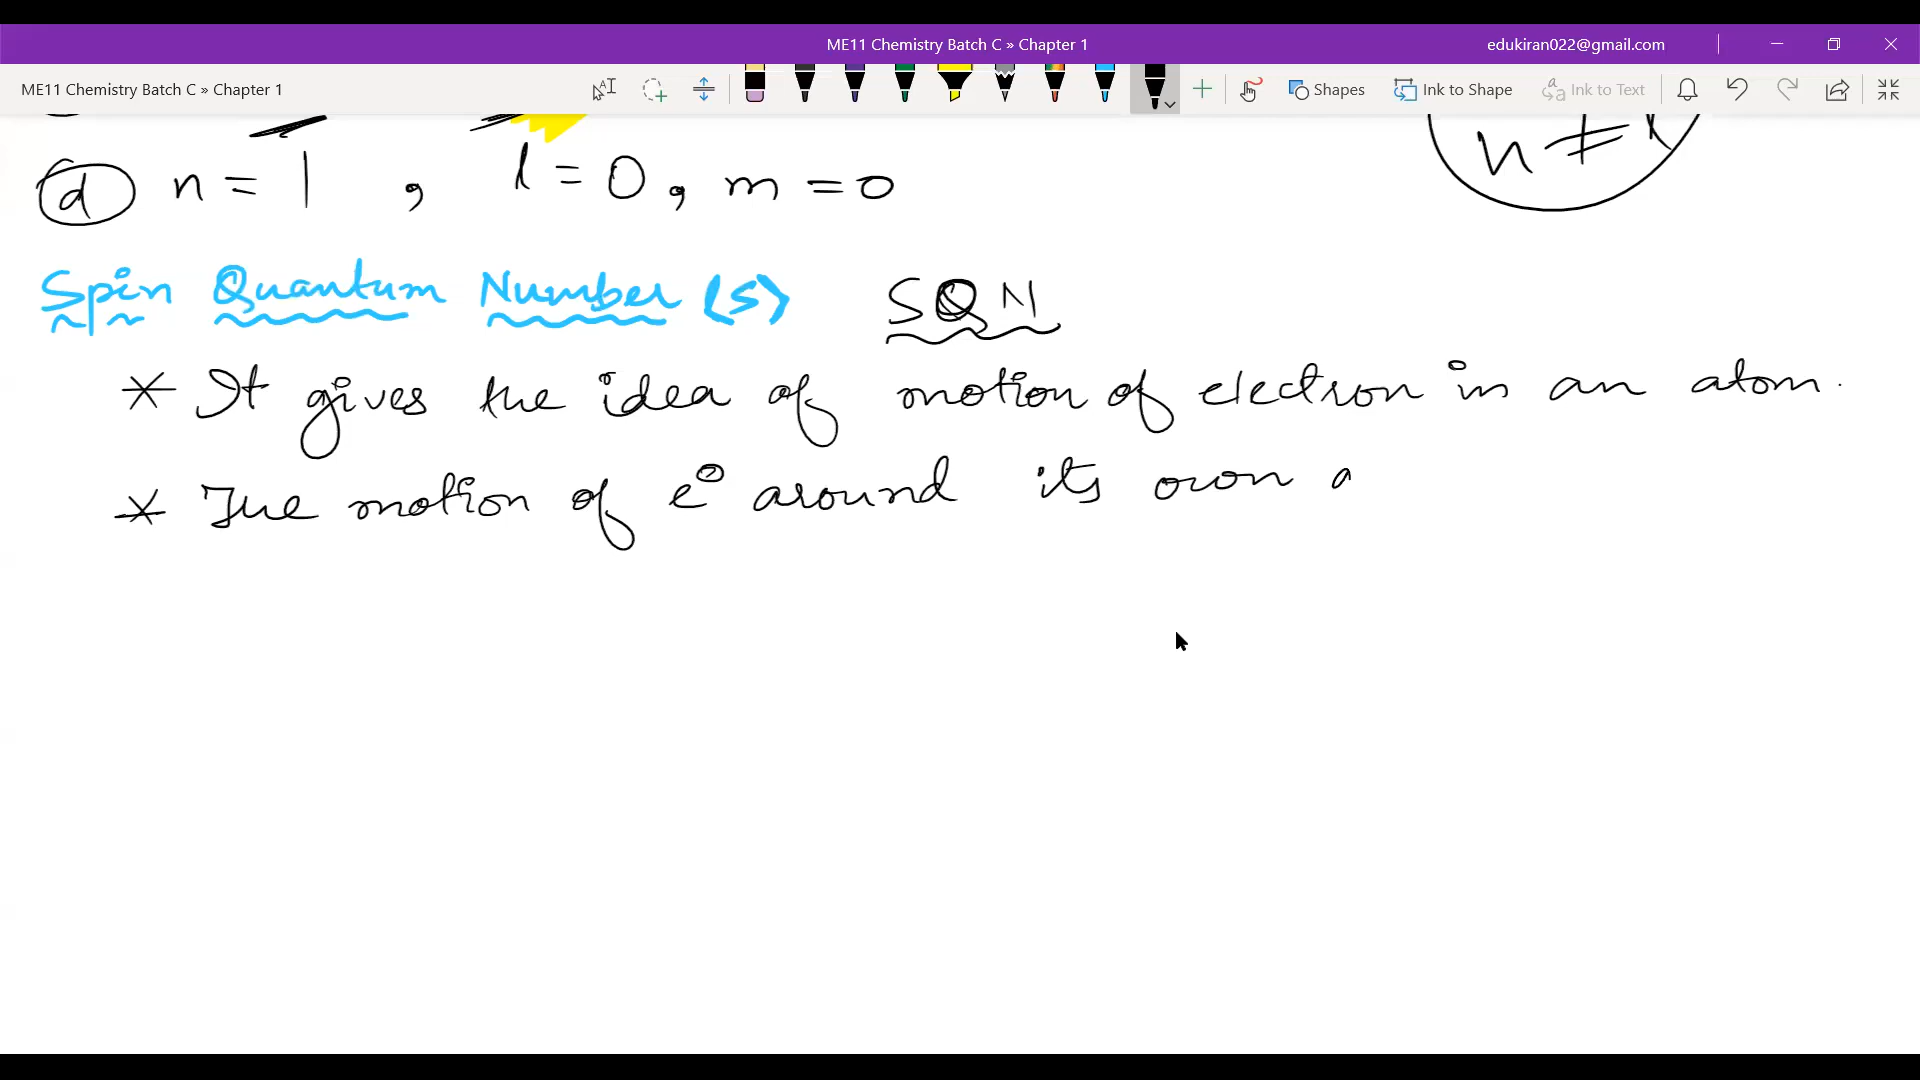 ME11 Chemistry Batch C » Chapter 1
edukiran022@gmail.com
ME11 Chemistry Batch C » Chapter 1
Shapes
Ink to Shape
Ink to Text
n ≠ l
(d) n = 1 , l = 0, m = 0
Spin Quantum Number (s) SQN
* It gives the idea of motion of electron in an atom.
* The motion of e⁰ around its own a